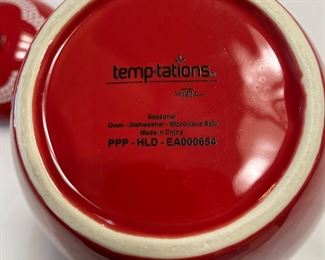 temp-tations
Seasonal
Oven - Dishwasher - Microwave Safe
Made in China
PPP - HLD - EA000654